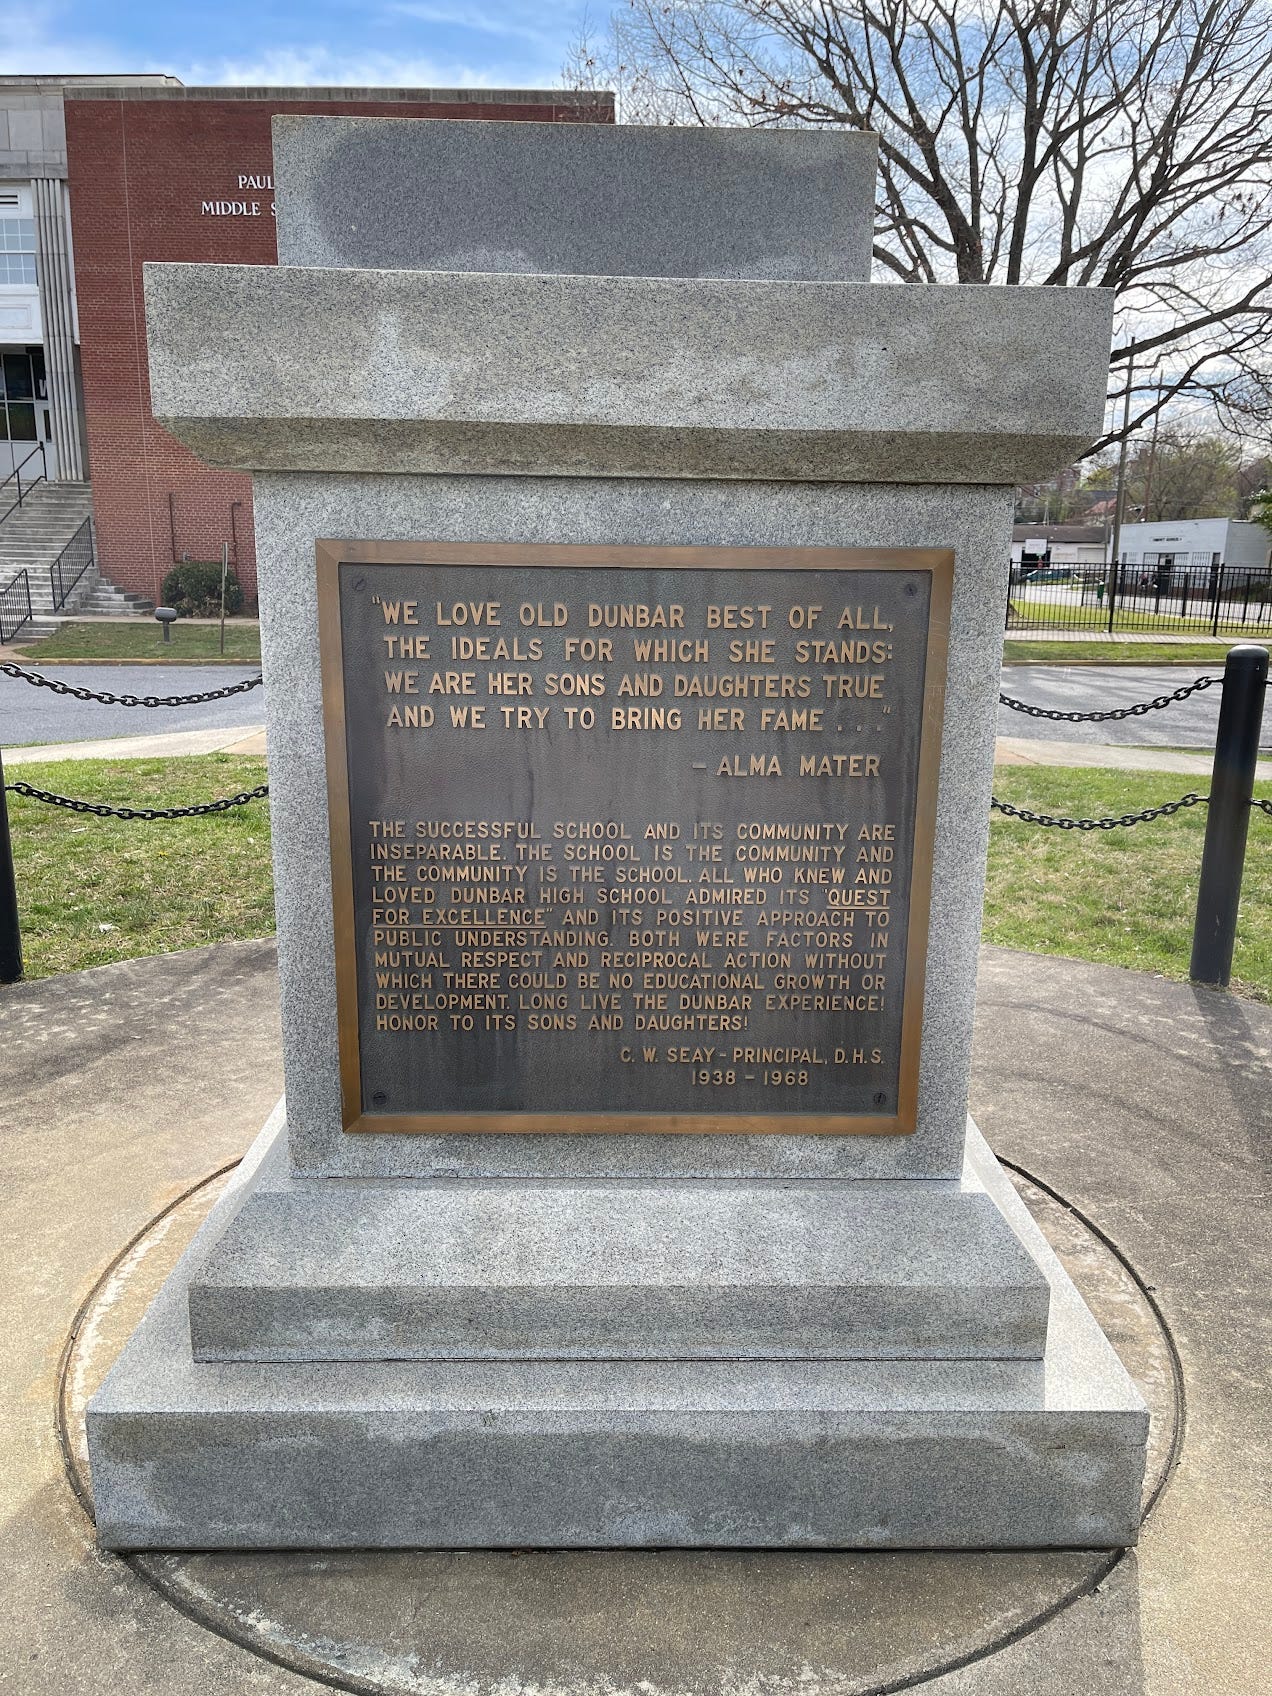 PAUL
MIDDLE S
"WE LOVE OLD DUNBAR BEST OF ALL,
THE IDEALS FOR WHICH SHE STANDS:
WE ARE HER SONS AND DAUGHTERS TRUE
AND WE TRY TO BRING HER FAME . . ."
– ALMA MATER
THE SUCCESSFUL SCHOOL AND ITS COMMUNITY ARE
INSEPARABLE. THE SCHOOL IS THE COMMUNITY AND
THE COMMUNITY IS THE SCHOOL. ALL WHO KNEW AND
LOVED DUNBAR HIGH SCHOOL ADMIRED ITS "QUEST
FOR EXCELLENCE" AND ITS POSITIVE APPROACH TO
PUBLIC UNDERSTANDING. BOTH WERE FACTORS IN
MUTUAL RESPECT AND RECIPROCAL ACTION WITHOUT
WHICH THERE COULD BE NO EDUCATIONAL GROWTH OR
DEVELOPMENT. LONG LIVE THE DUNBAR EXPERIENCE!
HONOR TO ITS SONS AND DAUGHTERS!
C. W. SEAY – PRINCIPAL, D.H.S.
1938 – 1968